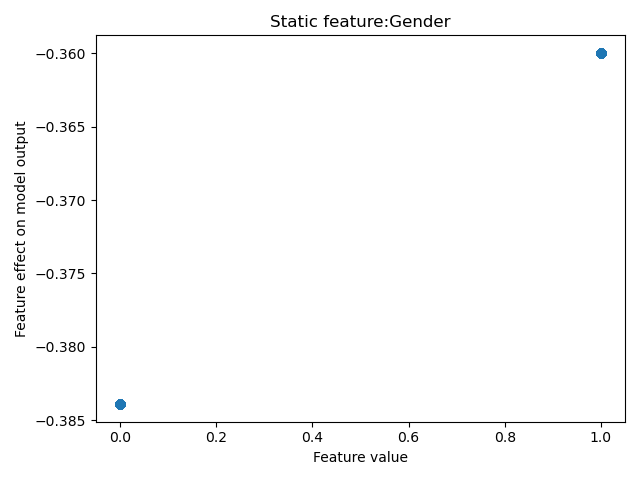 Static feature:Gender
Feature effect on model output
−0.360
−0.365
−0.370
−0.375
−0.380
−0.385
0.0 0.2 0.4 0.6 0.8 1.0
Feature value